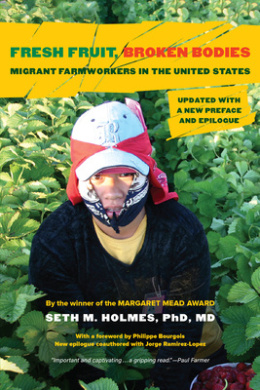 FRESH FRUIT, BROKEN BODIES
MIGRANT FARMWORKERS IN THE UNITED STATES
UPDATED WITH
A NEW PREFACE
AND EPILOGUE
R
By the winner of the MARGARET MEAD AWARD
SETH M. HOLMES, PhD, MD
With a foreword by Philippe Bourgois
New epilogue coauthored with Jorge Ramirez-Lopez
"Important and captivating ... a gripping read."—Paul Farmer